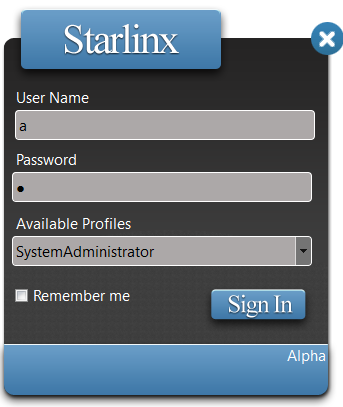 Starlinx
User Name
a
Password
●
Available Profiles
SystemAdministrator
Remember me
Sign In
Alpha